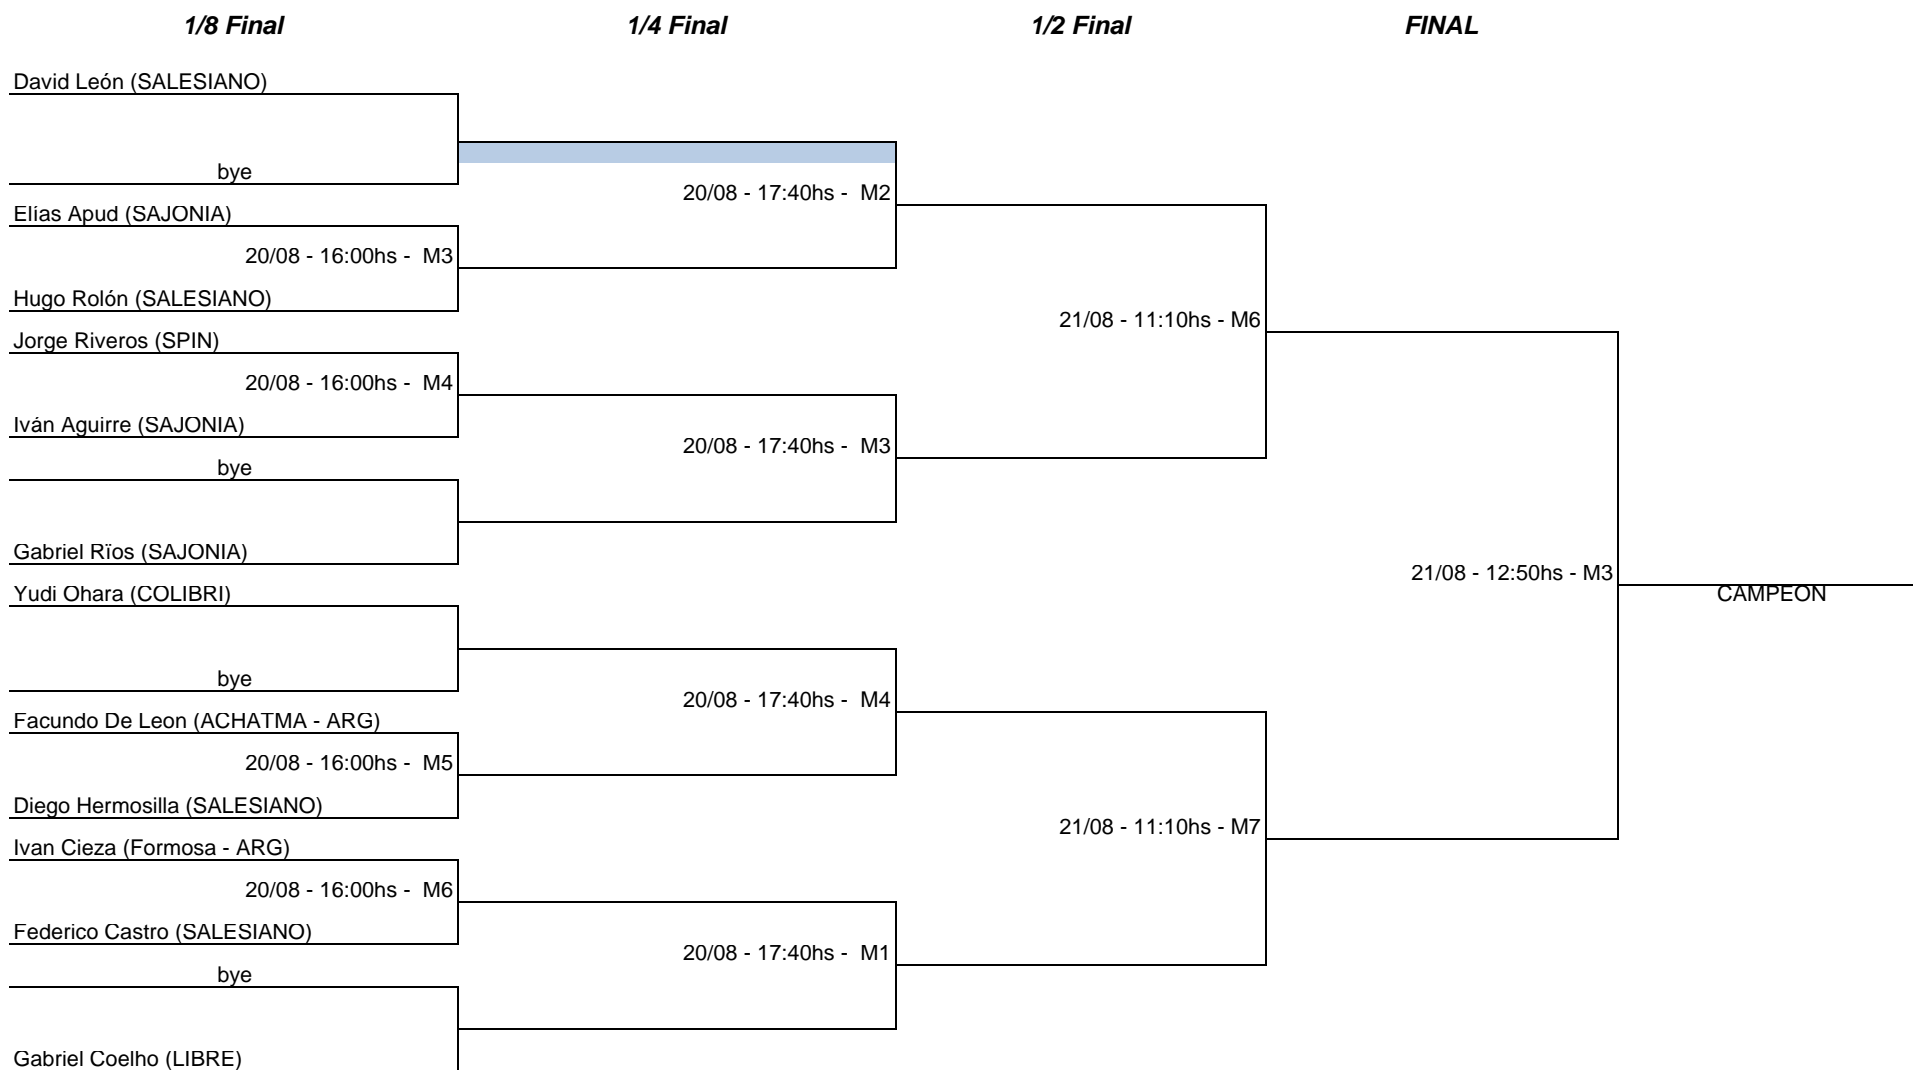 1/8 Final 1/4 Final 1/2 Final FINAL
David León (SALESIANO)
bye
20/08 - 17:40hs - M2
Elías Apud (SAJONIA)
20/08 - 16:00hs - M3
Hugo Rolón (SALESIANO)
21/08 - 11:10hs - M6
Jorge Riveros (SPIN)
20/08 - 16:00hs - M4
Iván Aguirre (SAJONIA)
20/08 - 17:40hs - M3
bye
Gabriel Rïos (SAJONIA)
21/08 - 12:50hs - M3
Yudi Ohara (COLIBRI)
CAMPEON
bye
20/08 - 17:40hs - M4
Facundo De Leon (ACHATMA - ARG)
20/08 - 16:00hs - M5
Diego Hermosilla (SALESIANO)
21/08 - 11:10hs - M7
Ivan Cieza (Formosa - ARG)
20/08 - 16:00hs - M6
Federico Castro (SALESIANO)
20/08 - 17:40hs - M1
bye
Gabriel Coelho (LIBRE)